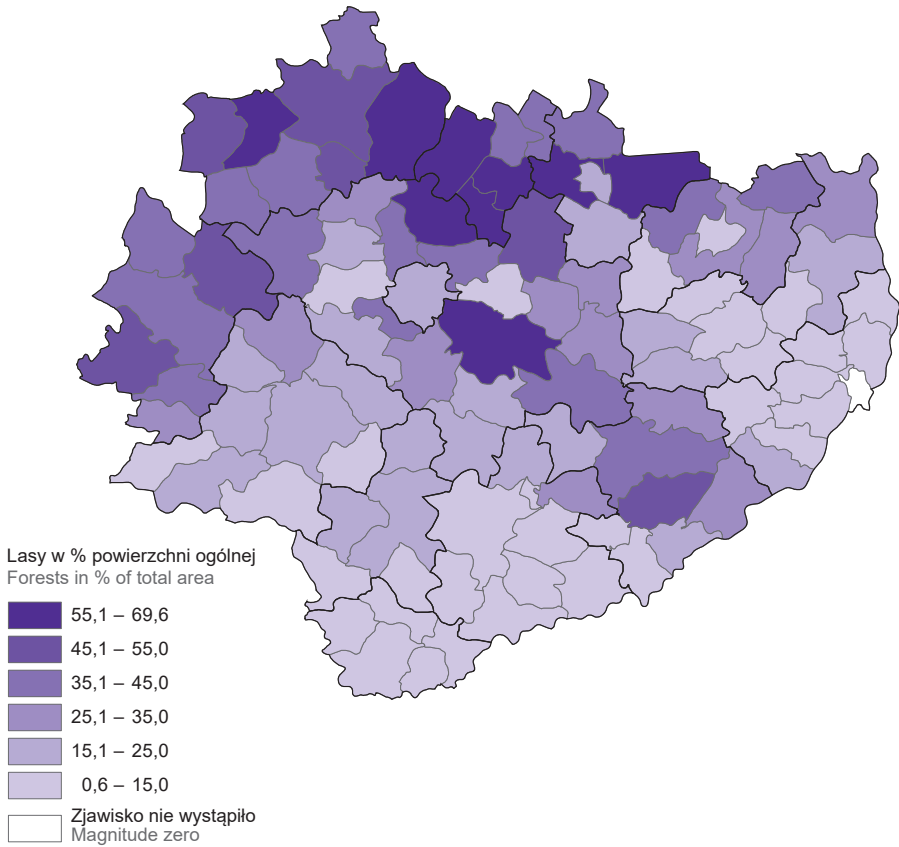 Lasy w % powierzchni ogólnej
Forests in % of total area
55,1 – 69,6
45,1 – 55,0
35,1 – 45,0
25,1 – 35,0
15,1 – 25,0
0,6 – 15,0
Zjawisko nie wystąpiło
Magnitude zero